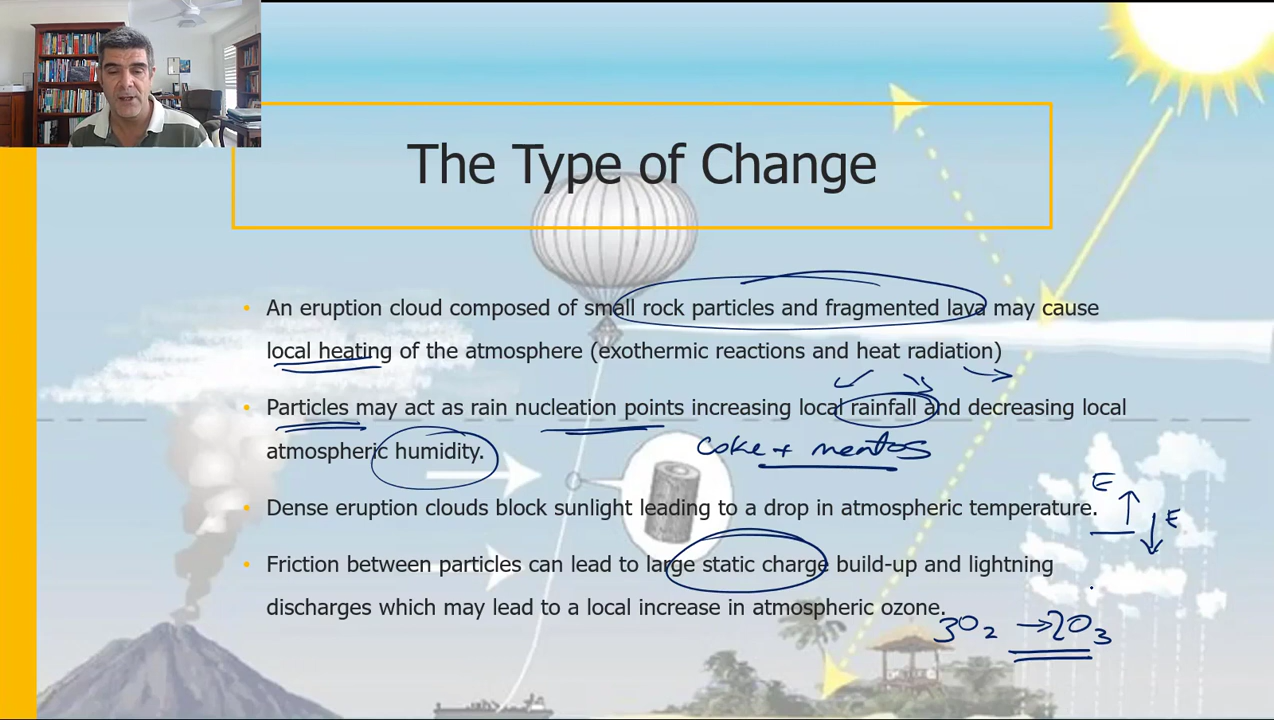 The Type of Change
• An eruption cloud composed of small rock particles and fragmented lava may cause
local heating of the atmosphere (exothermic reactions and heat radiation)
• Particles may act as rain nucleation points increasing local rainfall and decreasing local
atmospheric humidity.
coke + mentos
• Dense eruption clouds block sunlight leading to a drop in atmospheric temperature.
E ↑
↓ E
• Friction between particles can lead to large static charge build-up and lightning
discharges which may lead to a local increase in atmospheric ozone.
3O₂ → 2O₃